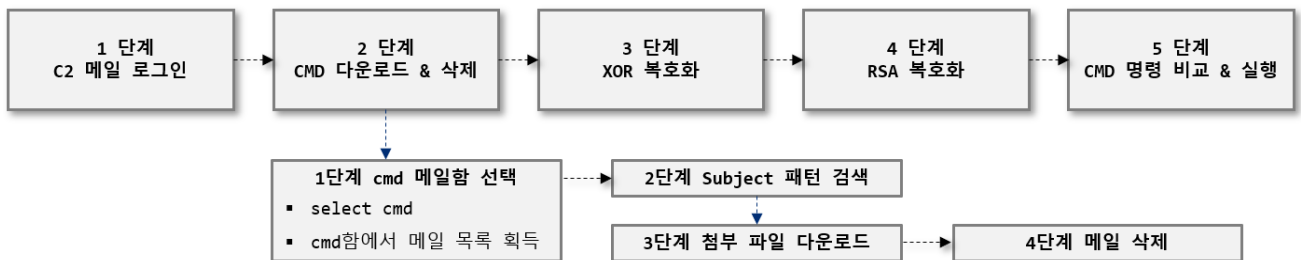 1 단계
C2 메일 로그인
2 단계
CMD 다운로드 & 삭제
3 단계
XOR 복호화
4 단계
RSA 복호화
5 단계
CMD 명령 비교 & 실행
1단계 cmd 메일함 선택
▪ select cmd
▪ cmd함에서 메일 목록 획득
2단계 Subject 패턴 검색
3단계 첨부 파일 다운로드
4단계 메일 삭제